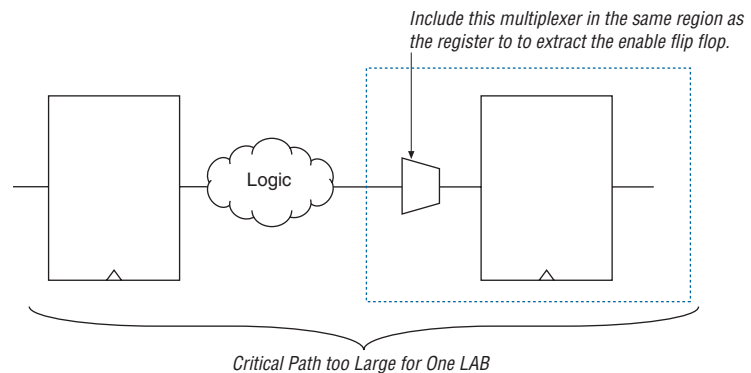 Include this multiplexer in the same region as
the register to to extract the enable flip flop.
Logic
Critical Path too Large for One LAB